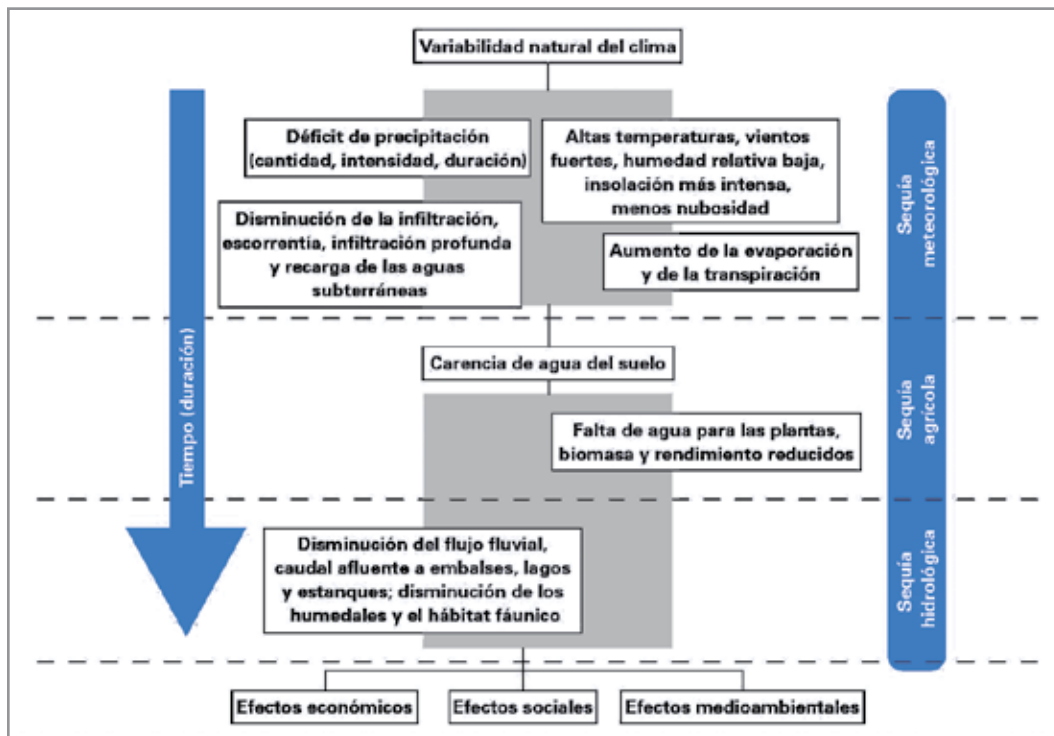 Variabilidad natural del clima
Déficit de precipitación
(cantidad, intensidad, duración)
Altas temperaturas, vientos
fuertes, humedad relativa baja,
insolación más intensa,
menos nubosidad
Disminución de la infiltración,
escorrentía, infiltración profunda
y recarga de las aguas
subterráneas
Aumento de la evaporación
y de la transpiración
Sequía
meteorológica
Tiempo (duración)
Carencia de agua del suelo
Falta de agua para las plantas,
biomasa y rendimiento reducidos
Sequía
agrícola
Disminución del flujo fluvial,
caudal afluente a embalses, lagos
y estanques; disminución de los
humedales y el hábitat fáunico
Sequía
hidrológica
Efectos económicos
Efectos sociales
Efectos medioambientales